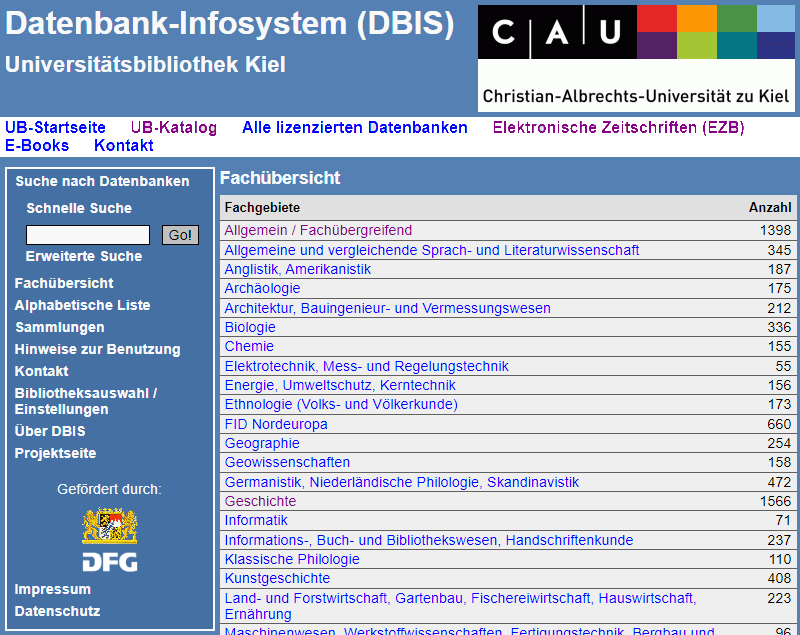 Datenbank-Infosystem (DBIS)
Universitätsbibliothek Kiel
C A U
Christian-Albrechts-Universität zu Kiel
UB-Startseite UB-Katalog Alle lizenzierten Datenbanken Elektronische Zeitschriften (EZB)
E-Books Kontakt
Suche nach Datenbanken
Schnelle Suche
Go!
Erweiterte Suche
Fachübersicht
Alphabetische Liste
Sammlungen
Hinweise zur Benutzung
Kontakt
Bibliotheksauswahl /
Einstellungen
Über DBIS
Projektseite
Gefördert durch:
DFG
Impressum
Datenschutz
Fachübersicht
Fachgebiete Anzahl
Allgemein / Fachübergreifend 1398
Allgemeine und vergleichende Sprach- und Literaturwissenschaft 345
Anglistik, Amerikanistik 187
Archäologie 175
Architektur, Bauingenieur- und Vermessungswesen 212
Biologie 336
Chemie 155
Elektrotechnik, Mess- und Regelungstechnik 55
Energie, Umweltschutz, Kerntechnik 156
Ethnologie (Volks- und Völkerkunde) 173
FID Nordeuropa 660
Geographie 254
Geowissenschaften 158
Germanistik, Niederländische Philologie, Skandinavistik 472
Geschichte 1566
Informatik 71
Informations-, Buch- und Bibliothekswesen, Handschriftenkunde 237
Klassische Philologie 110
Kunstgeschichte 408
Land- und Forstwirtschaft, Gartenbau, Fischereiwirtschaft, Hauswirtschaft, 223
Ernährung
Maschinenwesen, Werkstoffwissenschaften, Fertigungstechnik, Bergbau und 96